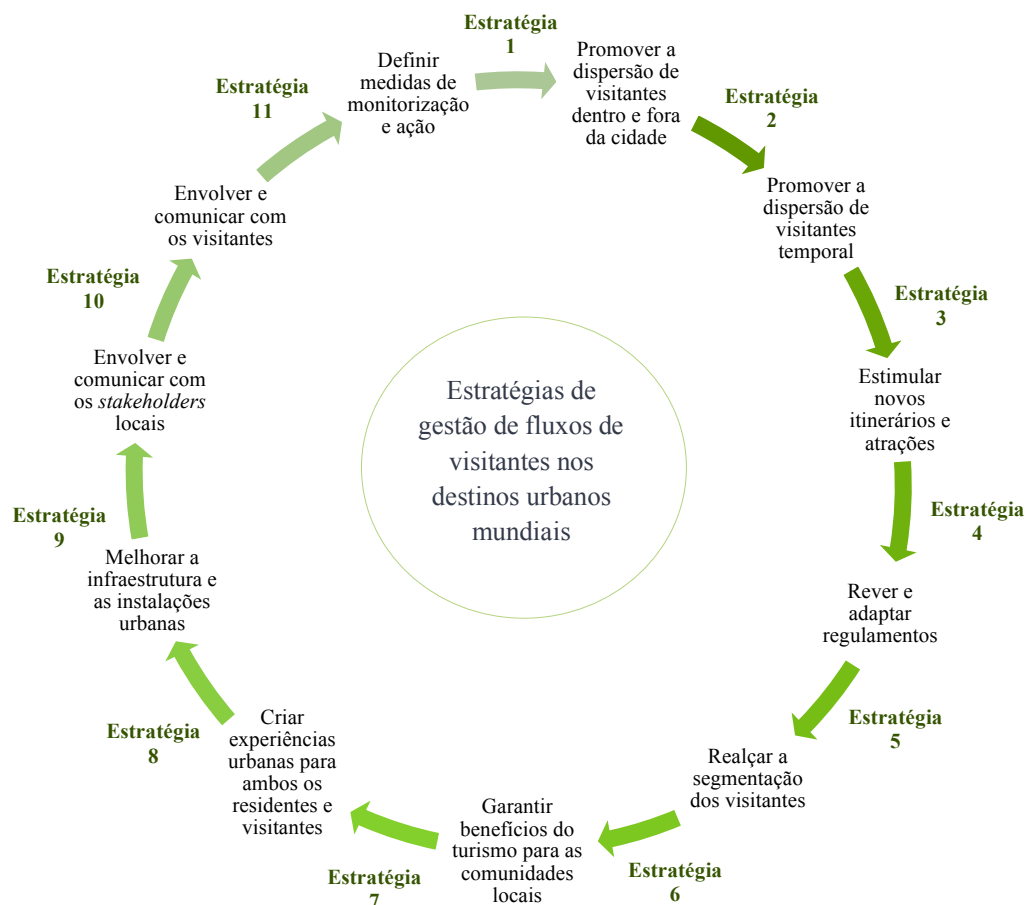 Estratégia
1
Promover a
dispersão de
visitantes
dentro e fora
da cidade
Estratégia
2
Promover a
dispersão de
visitantes
temporal
Estratégia
3
Estimular
novos
itinerários e
atrações
Estratégia
4
Rever e
adaptar
regulamentos
Estratégia
5
Realçar a
segmentação
dos visitantes
Estratégia
6
Garantir
benefícios do
turismo para as
comunidades
locais
Estratégia
7
Criar
experiências
urbanas para
ambos os
residentes e
visitantes
Estratégia
8
Melhorar a
infraestrutura e
as instalações
urbanas
Estratégia
9
Envolver e
comunicar com
os stakeholders
locais
Estratégia
10
Envolver e
comunicar com
os visitantes
Estratégia
11
Definir
medidas de
monitorização
e ação
Estratégias de
gestão de fluxos de
visitantes nos
destinos urbanos
mundiais